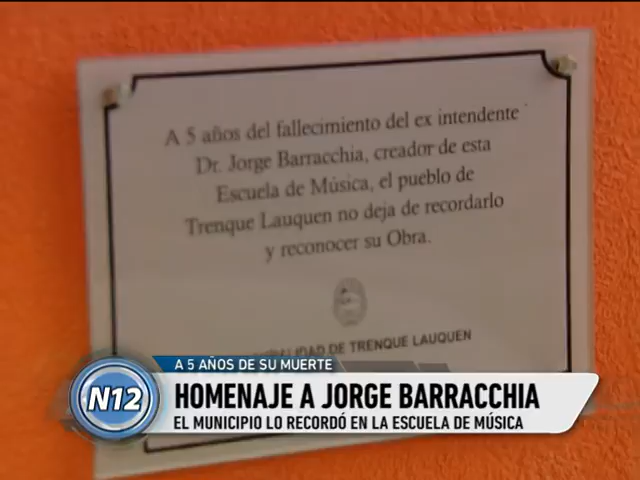 A 5 años del fallecimiento del ex intendente
Dr. Jorge Barracchia, creador de esta
Escuela de Música, el pueblo de
Trenque Lauquen no deja de recordarlo
y reconocer su Obra.
DE TRENQUE LAUQUEN
A 5 AÑOS DE SU MUERTE
N12
HOMENAJE A JORGE BARRACCHIA
EL MUNICIPIO LO RECORDÓ EN LA ESCUELA DE MÚSICA